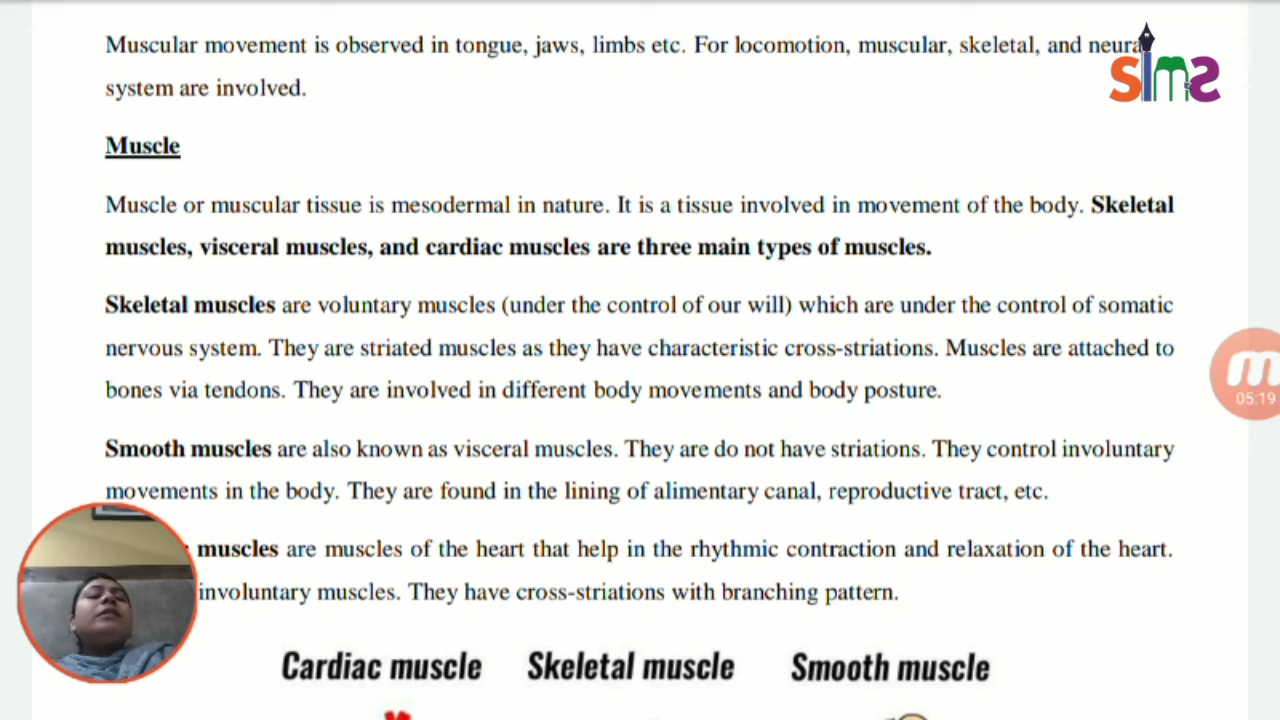 Muscular movement is observed in tongue, jaws, limbs etc. For locomotion, muscular, skeletal, and neura
system are involved.
sims
Muscle
Muscle or muscular tissue is mesodermal in nature. It is a tissue involved in movement of the body. Skeletal
muscles, visceral muscles, and cardiac muscles are three main types of muscles.
Skeletal muscles are voluntary muscles (under the control of our will) which are under the control of somatic
nervous system. They are striated muscles as they have characteristic cross-striations. Muscles are attached to
bones via tendons. They are involved in different body movements and body posture.
05:19
Smooth muscles are also known as visceral muscles. They are do not have striations. They control involuntary
movements in the body. They are found in the lining of alimentary canal, reproductive tract, etc.
muscles are muscles of the heart that help in the rhythmic contraction and relaxation of the heart.
involuntary muscles. They have cross-striations with branching pattern.
Cardiac muscle Skeletal muscle Smooth muscle